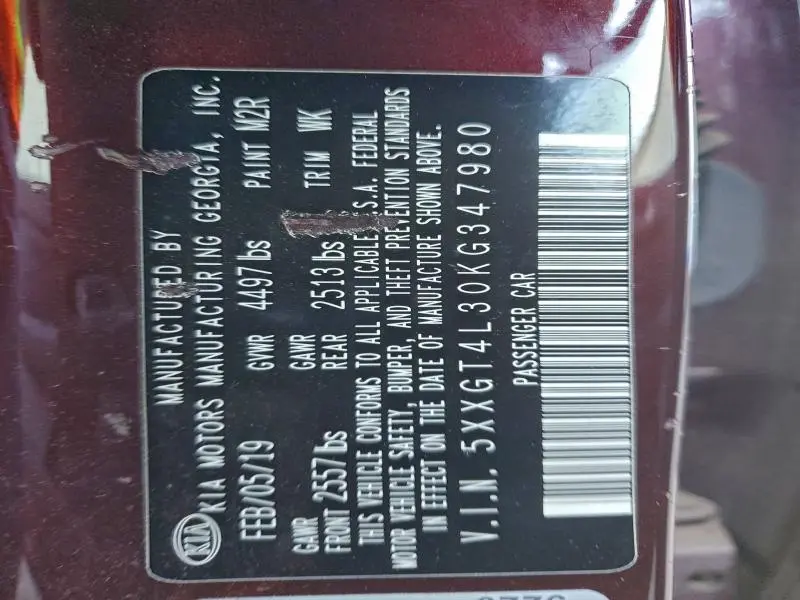 MANUFACTURED BY
KIA KIA MOTORS MANUFACTURING GEORGIA, INC.
FEB/05/19 GVWR 4497 lbs PAINT M2R
GAWR GAWR
FRONT 2557 lbs REAR 2513 lbs TRIM WK
THIS VEHICLE CONFORMS TO ALL APPLICABLE U.S.A. FEDERAL
MOTOR VEHICLE SAFETY, BUMPER, AND THEFT PREVENTION STANDARDS
IN EFFECT ON THE DATE OF MANUFACTURE SHOWN ABOVE.
V.I.N. 5XXGT4L30KG347980
PASSENGER CAR